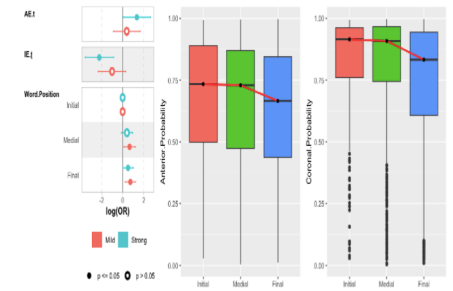 AE.t
IE.t
Word.Position
Initial
Medial
Final
-2 0 2
log(OR)
Mild Strong
p <= 0.05 p > 0.05
Anterior.Probability
1.00
0.75
0.50
0.25
0.00
Initial Medial Final
Coronal.Probability
1.00
0.75
0.50
0.25
0.00
Initial Medial Final